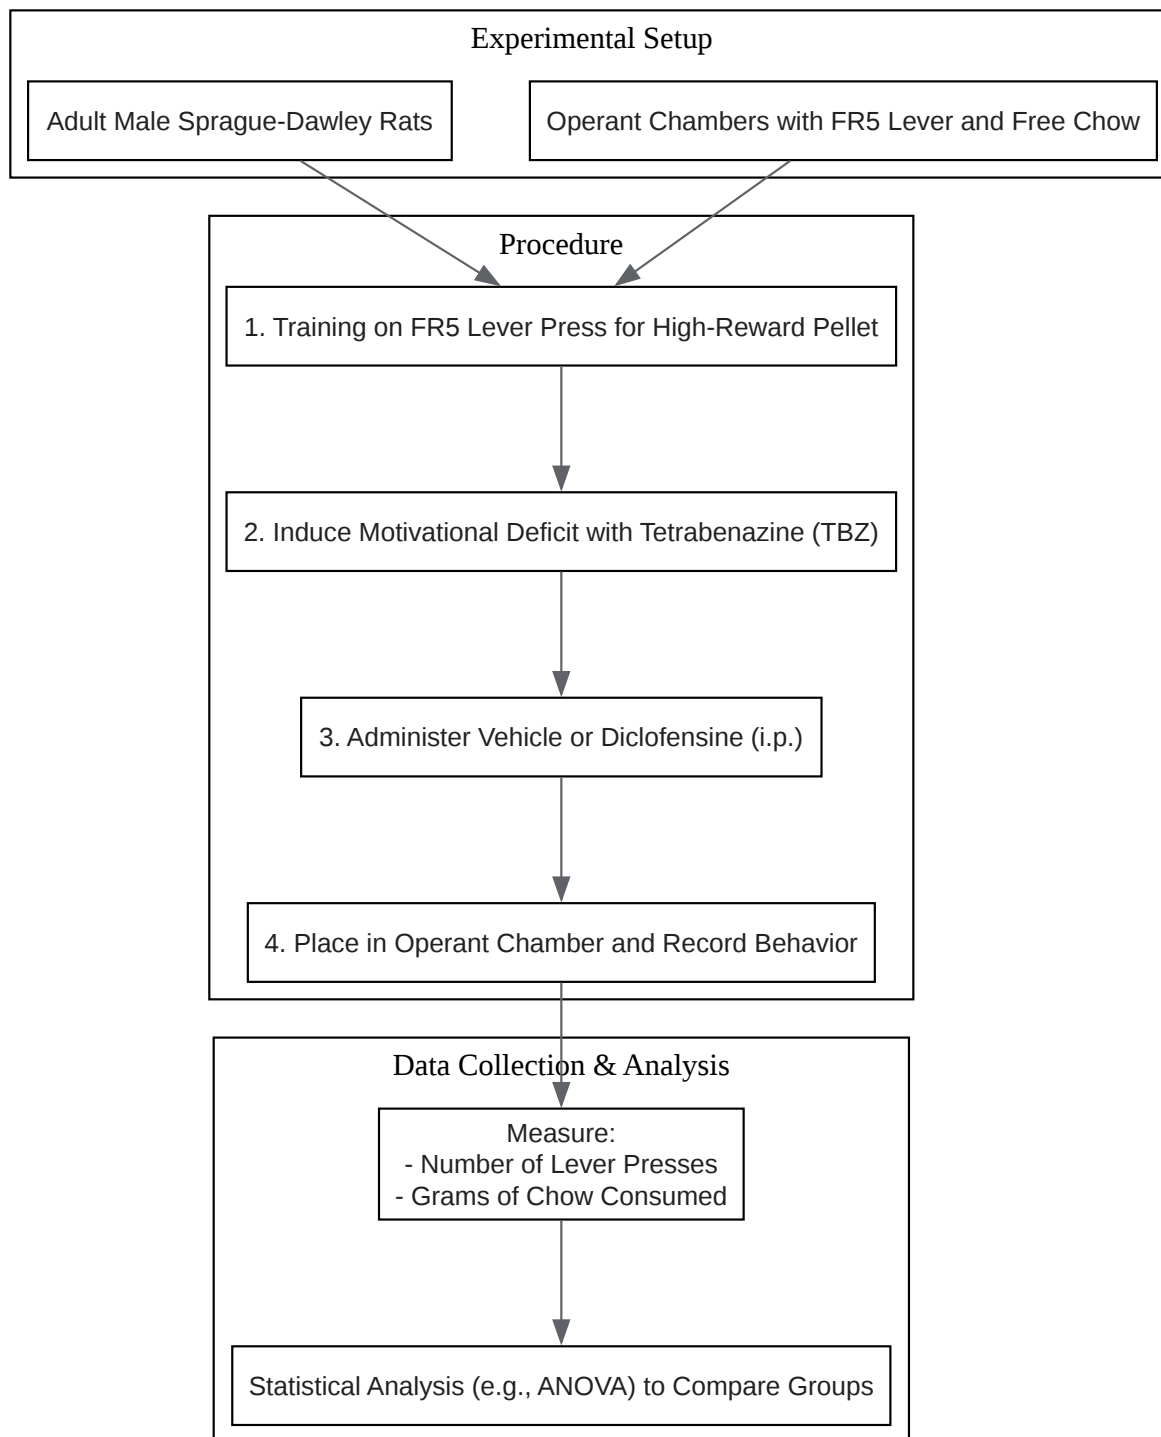 Experimental Setup
Adult Male Sprague-Dawley Rats
Operant Chambers with FR5 Lever and Free Chow
Procedure
1. Training on FR5 Lever Press for High-Reward Pellet
2. Induce Motivational Deficit with Tetrabenazine (TBZ)
3. Administer Vehicle or Diclofensine (i.p.)
4. Place in Operant Chamber and Record Behavior
Data Collection & Analysis
Measure:
- Number of Lever Presses
- Grams of Chow Consumed
Statistical Analysis (e.g., ANOVA) to Compare Groups